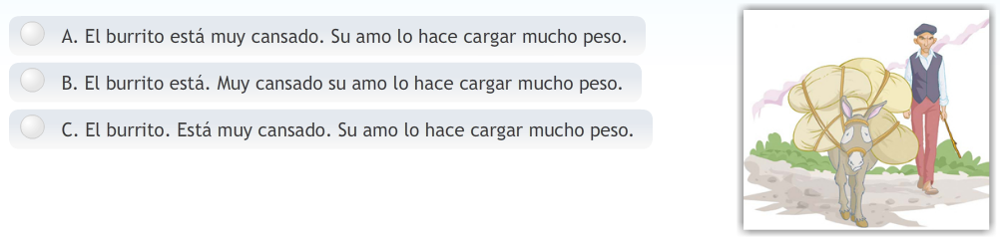 A. El burrito está muy cansado. Su amo lo hace cargar mucho peso.
B. El burrito está. Muy cansado su amo lo hace cargar mucho peso.
C. El burrito. Está muy cansado. Su amo lo hace cargar mucho peso.